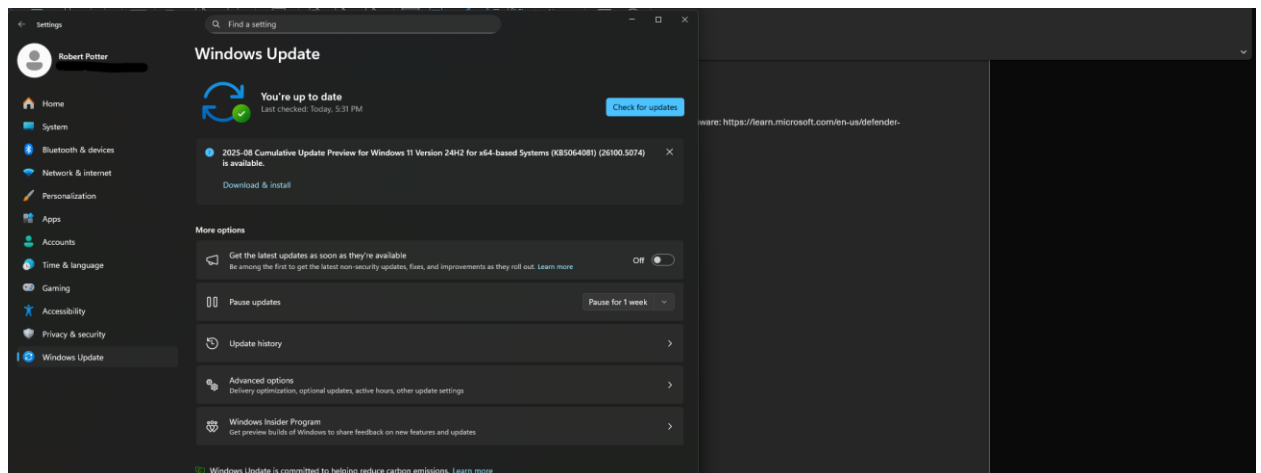 Settings
Find a setting
Robert Potter
Home
System
Bluetooth & devices
Network & internet
Personalization
Apps
Accounts
Time & language
Gaming
Accessibility
Privacy & security
Windows Update
Windows Update
You're up to date
Last checked: Today, 5:31 PM
Check for updates
2025-08 Cumulative Update Preview for Windows 11 Version 24H2 for x64-based Systems (KB5064081) (26100.5074)
is available.
Download & install
More options
Get the latest updates as soon as they're available
Be among the first to get the latest non-security updates, fixes, and improvements as they roll out. Learn more
Off
Pause updates
Pause for 1 week
Update history
Advanced options
Delivery optimization, optional updates, active hours, other update settings
Windows Insider Program
Get preview builds of Windows to share feedback on new features and updates
Windows Update is committed to helping reduce carbon emissions. Learn more
ware: https://learn.microsoft.com/en-us/defender-